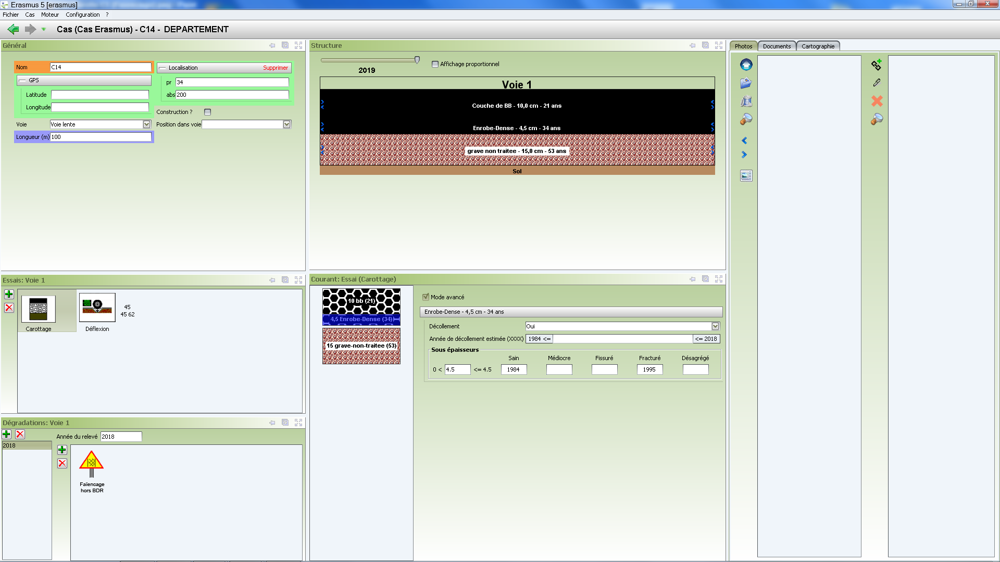 Erasmus 5 [erasmus]
Fichier Cas Moteur Configuration ?
Cas (Cas Erasmus) - C14 - DEPARTEMENT
Général
Nom C14
GPS
Latitude
Longitude
Voie Voie lente
Longueur (m) 100
Localisation Supprimer
pr 34
abs 200
Construction ?
Position dans voie
Structure
2019
Affichage proportionnel
Voie 1
Couche de BB - 10,0 cm - 21 ans
Enrobe-Dense - 4,5 cm - 34 ans
grave non traitee - 15,0 cm - 53 ans
Sol
Photos Documents Cartographie
Essais: Voie 1
Carottage
Déflexion
45
45 62
Dégradations: Voie 1
Année du relevé 2018
2018
Faïencage
hors BDR
Courant: Essai (Carottage)
10 bb (21)
4,5 Enrobe-Dense (34)
15 grave-non-traitee (53)
Mode avancé
Enrobe-Dense - 4,5 cm - 34 ans
Décollement Oui
Année de décollement estimée (XXXX) 1984 <= <= 2018
Sous épaisseurs
Sain Médiocre Fissuré Fracturé Désagrégé
0 < 4.5 <= 4.5 1984 1995